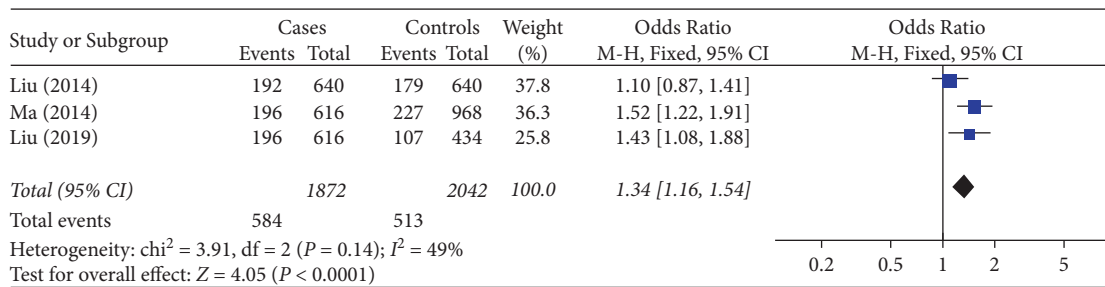 Study or Subgroup Cases Controls Weight (%) Odds Ratio M-H, Fixed, 95% CI Odds Ratio M-H, Fixed, 95% CI
Events Total Events Total
Liu (2014) 192 640 179 640 37.8 1.10 [0.87, 1.41]
Ma (2014) 196 616 227 968 36.3 1.52 [1.22, 1.91]
Liu (2019) 196 616 107 434 25.8 1.43 [1.08, 1.88]
Total (95% CI) 1872 2042 100.0 1.34 [1.16, 1.54]
Total events 584 513
Heterogeneity: chi² = 3.91, df = 2 (P = 0.14); I² = 49%
Test for overall effect: Z = 4.05 (P < 0.0001)
0.2 0.5 1 2 5